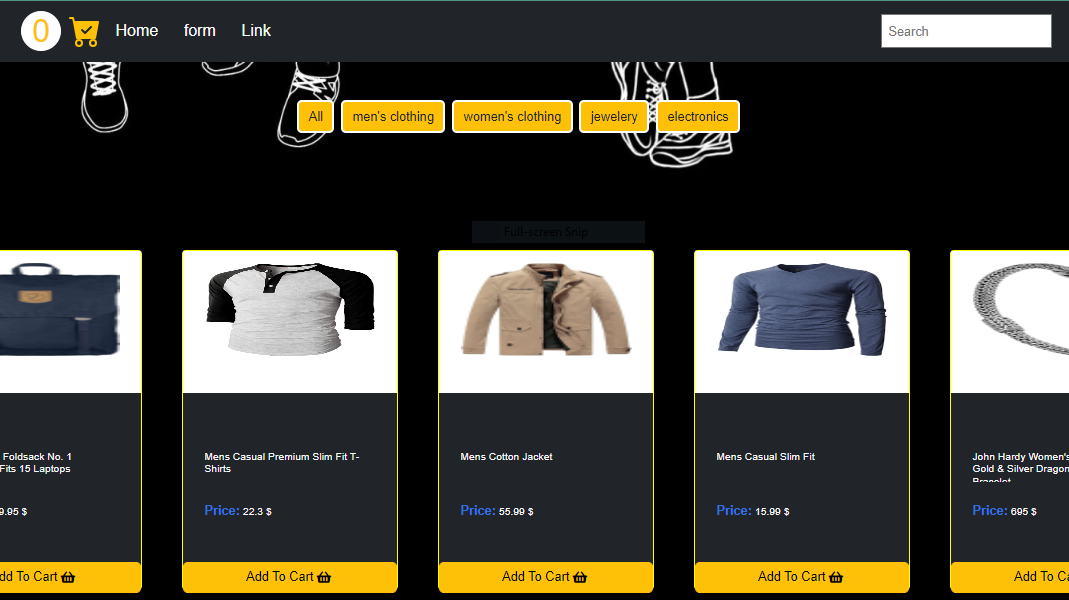 0 Home form Link Search
All men's clothing women's clothing jewelery electronics
Full-screen Snip
Foldsack No. 1
Fits 15 Laptops
9.95 $
Mens Casual Premium Slim Fit T-
Shirts
Price: 22.3 $
Mens Cotton Jacket
Price: 55.99 $
Mens Casual Slim Fit
Price: 15.99 $
John Hardy Women's
Gold & Silver Dragon
Bracelet
Price: 695 $
dd To Cart Add To Cart Add To Cart Add To Cart Add To Ca